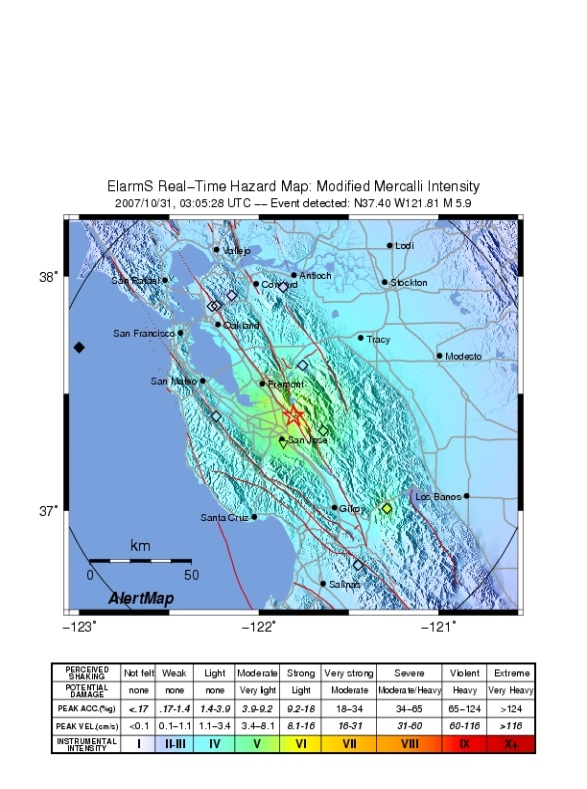 ElarmS Real-Time Hazard Map: Modified Mercalli Intensity
2007/10/31, 03:05:28 UTC -- Event detected: N37.40 W121.81 M 5.9
Vallejo
Lodi
38°
Antioch
San Rafael
Concord
Stockton
San Francisco
Oakland
Tracy
Modesto
San Mateo
Fremont
San Jose
Los Banos
37°
Gilroy
Santa Cruz
km
0 50
Salinas
AlertMap
-123° -122° -121°
PERCEIVED SHAKING Not felt Weak Light Moderate Strong Very strong Severe Violent Extreme
POTENTIAL DAMAGE none none none Very light Light Moderate Moderate/Heavy Heavy Very Heavy
PEAK ACC.(%g) <.17 .17-1.4 1.4-3.9 3.9-9.2 9.2-18 18-34 34-65 65-124 >124
PEAK VEL.(cm/s) <0.1 0.1-1.1 1.1-3.4 3.4-8.1 8.1-16 16-31 31-60 60-116 >116
INSTRUMENTAL INTENSITY I II-III IV V VI VII VIII IX X+